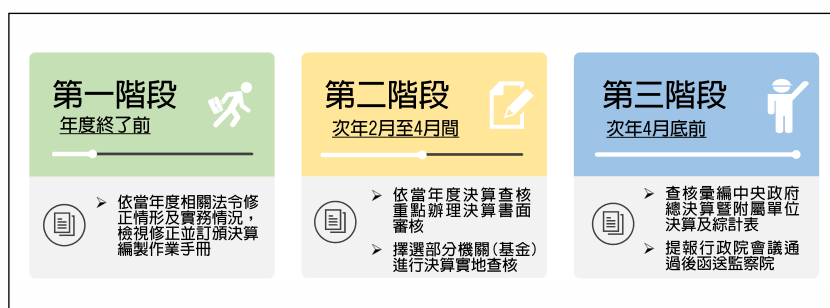 第一階段
年度終了前
依當年度相關法令修
正情形及實務情況，
檢視修正並訂頒決算
編製作業手冊
第二階段
次年2月至4月間
依當年度決算查核
重點辦理決算書面
審核
擇選部分機關(基金)
進行決算實地查核
第三階段
次年4月底前
查核彙編中央政府
總決算暨附屬單位
決算及綜計表
提報行政院會議通
過後函送監察院